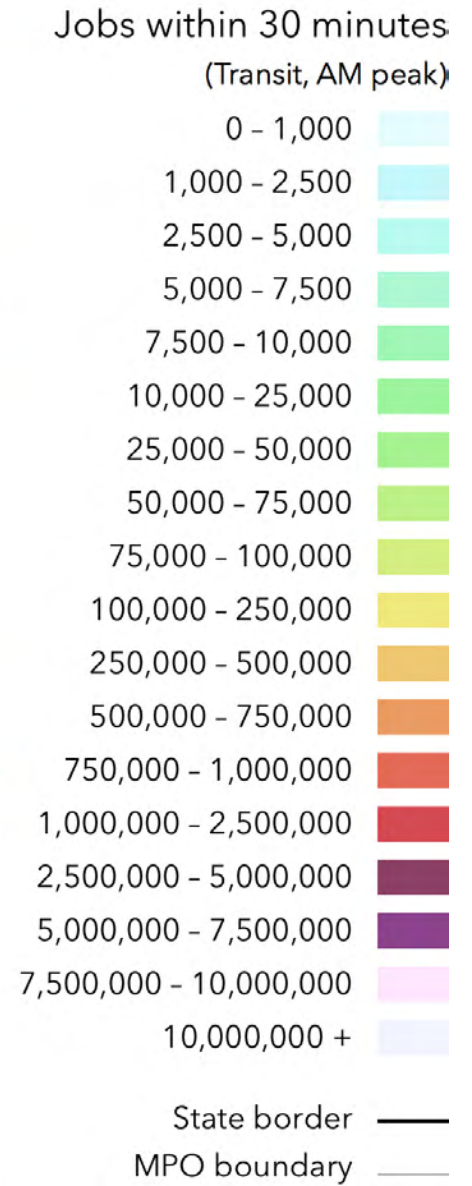 Jobs within 30 minutes
(Transit, AM peak)
0 – 1,000
1,000 – 2,500
2,500 – 5,000
5,000 – 7,500
7,500 – 10,000
10,000 – 25,000
25,000 – 50,000
50,000 – 75,000
75,000 – 100,000
100,000 – 250,000
250,000 – 500,000
500,000 – 750,000
750,000 – 1,000,000
1,000,000 – 2,500,000
2,500,000 – 5,000,000
5,000,000 – 7,500,000
7,500,000 – 10,000,000
10,000,000 +
State border
MPO boundary